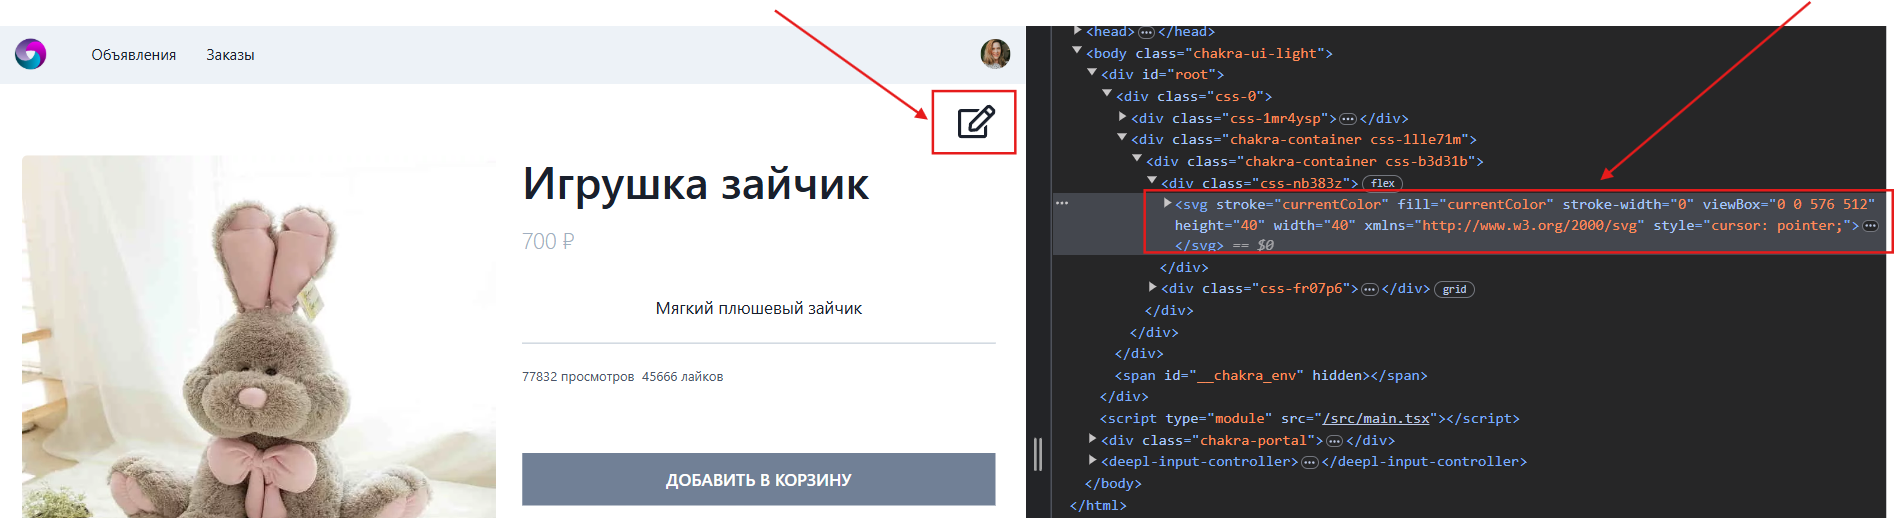 Объявления Заказы
Игрушка зайчик
700 ₽
Мягкий плюшевый зайчик
77832 просмотров 45666 лайков
ДОБАВИТЬ В КОРЗИНУ
<head> ••• </head>
<body class="chakra-ui-light">
<div id="root">
<div class="css-0">
<div class="css-1mr4ysp"> ••• </div>
<div class="chakra-container css-1lle71m">
<div class="chakra-container css-b3d31b">
<div class="css-nb383z"> flex
••• <svg stroke="currentColor" fill="currentColor" stroke-width="0" viewBox="0 0 576 512"
height="40" width="40" xmlns="http://www.w3.org/2000/svg" style="cursor: pointer;"> •••
</svg> == $0
</div>
<div class="css-fr07p6"> ••• </div> grid
</div>
</div>
</div>
<span id="__chakra_env" hidden></span>
</div>
<script type="module" src="/src/main.tsx"></script>
<div class="chakra-portal"> ••• </div>
<deepl-input-controller> ••• </deepl-input-controller>
</body>
</html>